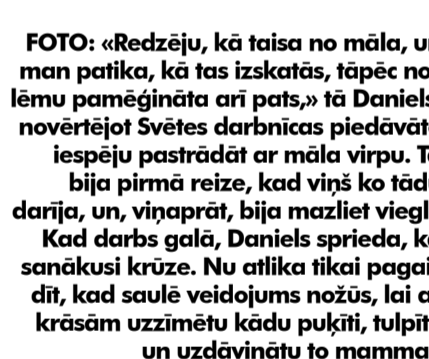 FOTO: «Redzēju, kā taisa no māla, u
man patika, kā tas izskatās, tāpēc no
lēmu pamēģināta arī pats,» tā Daniels
novērtējot Svētes darbnīcas piedāvāt
iespēju pastrādāt ar māla virpu. T
bija pirmā reize, kad viņš ko tād
darīja, un, viņaprāt, bija mazliet viegl
Kad darbs galā, Daniels sprieda, k
sanākusi krūze. Nu atlika tikai pagai
dīt, kad saulē veidojums nožūs, lai a
krāsām uzzīmētu kādu puķīti, tulpīt
un uzdāvinātu to mamma